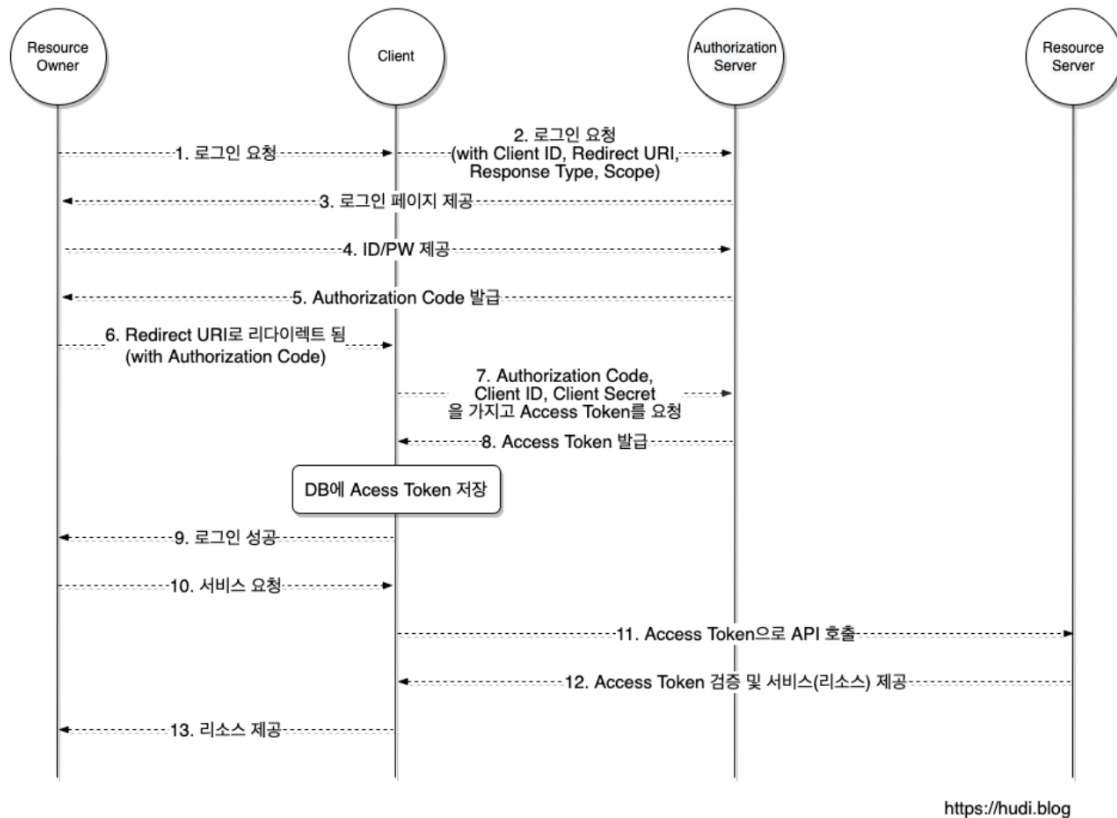 Resource
Owner
Client
Authorization
Server
Resource
Server
1. 로그인 요청
2. 로그인 요청
(with Client ID, Redirect URI,
Response Type, Scope)
3. 로그인 페이지 제공
4. ID/PW 제공
5. Authorization Code 발급
6. Redirect URI로 리다이렉트 됨
(with Authorization Code)
7. Authorization Code,
Client ID, Client Secret
을 가지고 Access Token를 요청
8. Access Token 발급
DB에 Acess Token 저장
9. 로그인 성공
10. 서비스 요청
11. Access Token으로 API 호출
12. Access Token 검증 및 서비스(리소스) 제공
13. 리소스 제공
https://hudi.blog